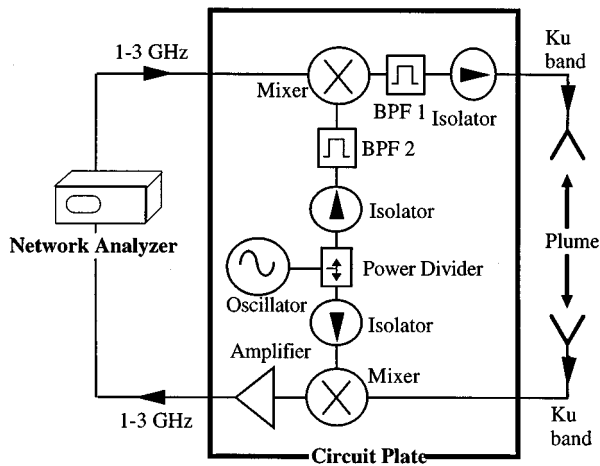 1-3 GHz
Ku
band
Mixer
BPF 1
Isolator
BPF 2
Isolator
Network Analyzer
Plume
Power Divider
Oscillator
Isolator
Amplifier
Mixer
1-3 GHz
Ku
band
Circuit Plate